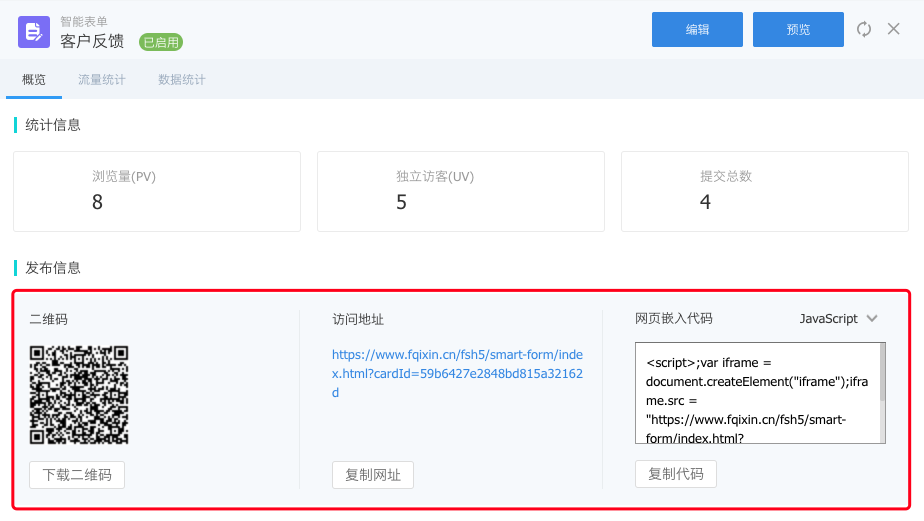 智能表单
客户反馈
已启用
编辑
预览
概览
流量统计
数据统计
统计信息
浏览量(PV)
8
独立访客(UV)
5
提交总数
4
发布信息
二维码
下载二维码
访问地址
https://www.fqixin.cn/fsh5/smart-form/inde
x.html?cardId=59b6427e2848bd815a32162
d
复制网址
网页嵌入代码
JavaScript
<script>;var iframe =
document.createElement("iframe");ifra
me.src =
"https://www.fqixin.cn/fsh5/smart-
form/index.html?
复制代码